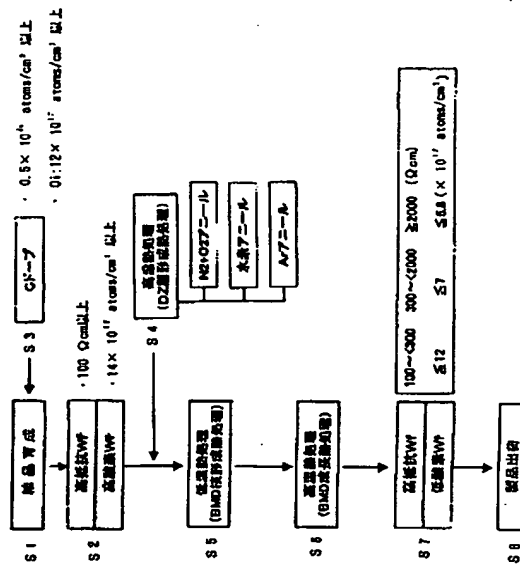 S1
結晶育成
S3
Cドープ
・0.5×10¹⁶ atoms/cm³ 以上
・Oi:12×10¹⁷ atoms/cm³ 以上
S2
高抵抗Wf
高酸素Wf
・100 Ωcm以上
・14×10¹⁷ atoms/cm³ 以上
S4
高温熱処理
(DZ層形成熱処理)
N2+O2アニール
水素アニール
Arアニール
S5
低温熱処理
(BMD核形成熱処理)
S6
高温熱処理
(BMD成長熱処理)
S7
高抵抗Wf
低酸素Wf
100~<300 300~<2000 ≧2000 (Ωcm)
≦12 ≦7 ≦5.8 (×10¹⁷ atoms/cm³)
S8
製品出荷